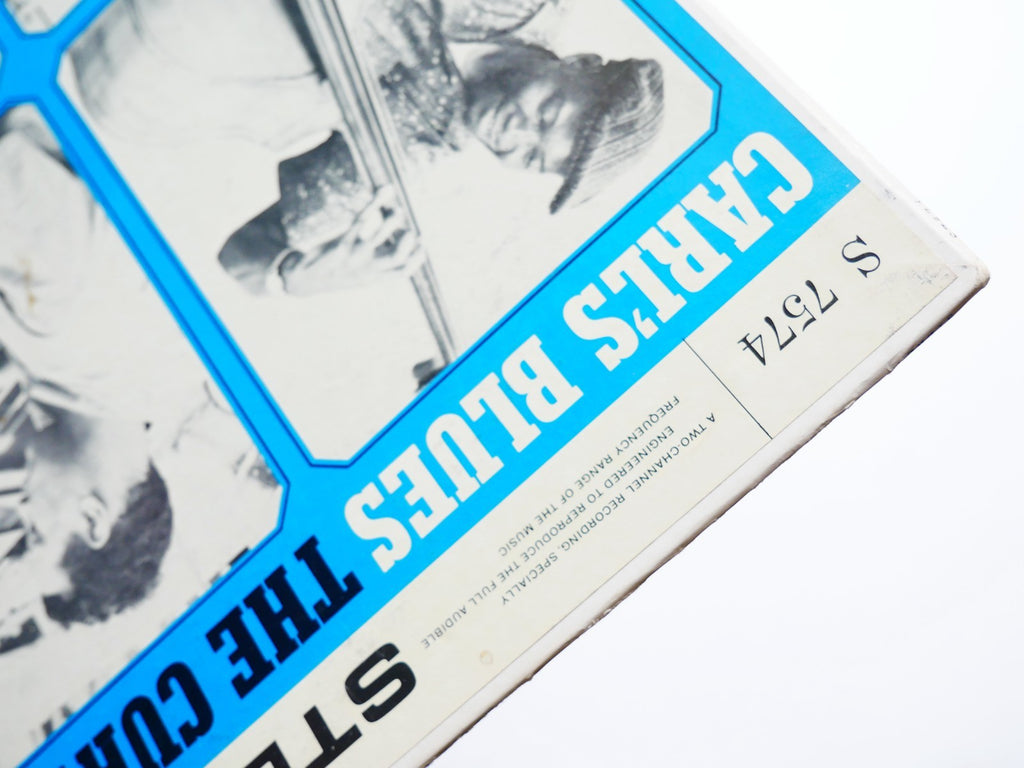 S 7574
A TWO-CHANNEL RECORDING, SPECIALLY
ENGINEERED TO REPRODUCE THE FULL AUDIBLE
FREQUENCY RANGE OF THE MUSIC
STE
CARL'S BLUES THE CUR